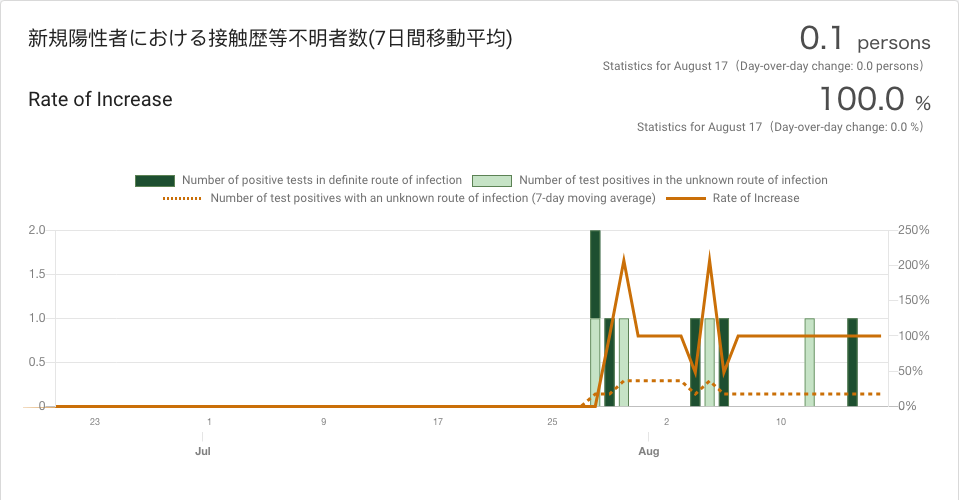 新規陽性者における接触歴等不明者数(7日間移動平均)
0.1 persons
Statistics for August 17（Day-over-day change: 0.0 persons）
Rate of Increase
100.0 %
Statistics for August 17（Day-over-day change: 0.0 %）
Number of positive tests in definite route of infection
Number of test positives in the unknown route of infection
Number of test positives with an unknown route of infection (7-day moving average)
Rate of Increase
2.0
1.5
1.0
0.5
0
250%
200%
150%
100%
50%
0%
23 1 9 17 25 2 10
Jul Aug